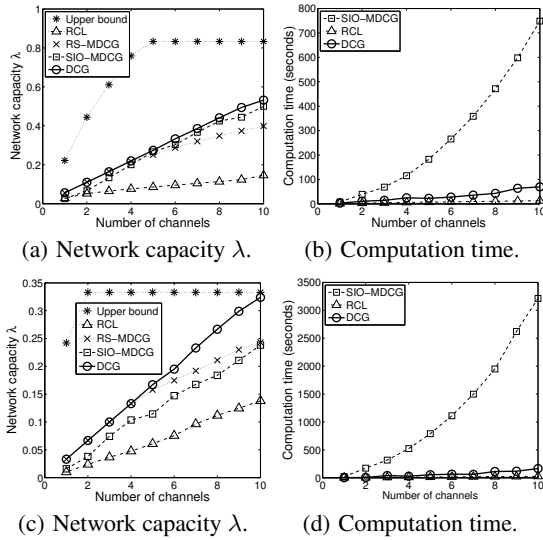 1
0.8
0.6
0.4
0.2
0
Network capacity λ
Upper bound
RCL
RS−MDCG
SIO−MDCG
DCG
0 2 4 6 8 10
Number of channels
(a) Network capacity λ.
800
700
600
500
400
300
200
100
0
Computation time (seconds)
SIO−MDCG
RCL
DCG
0 2 4 6 8 10
Number of channels
(b) Computation time.
0.35
0.3
0.25
0.2
0.15
0.1
0.05
0
Network capacity λ
Upper bound
RCL
RS−MDCG
SIO−MDCG
DCG
0 2 4 6 8 10
Number of channels
(c) Network capacity λ.
3500
3000
2500
2000
1500
1000
500
0
Computation time (seconds)
SIO−MDCG
RCL
DCG
0 2 4 6 8 10
Number of channels
(d) Computation time.